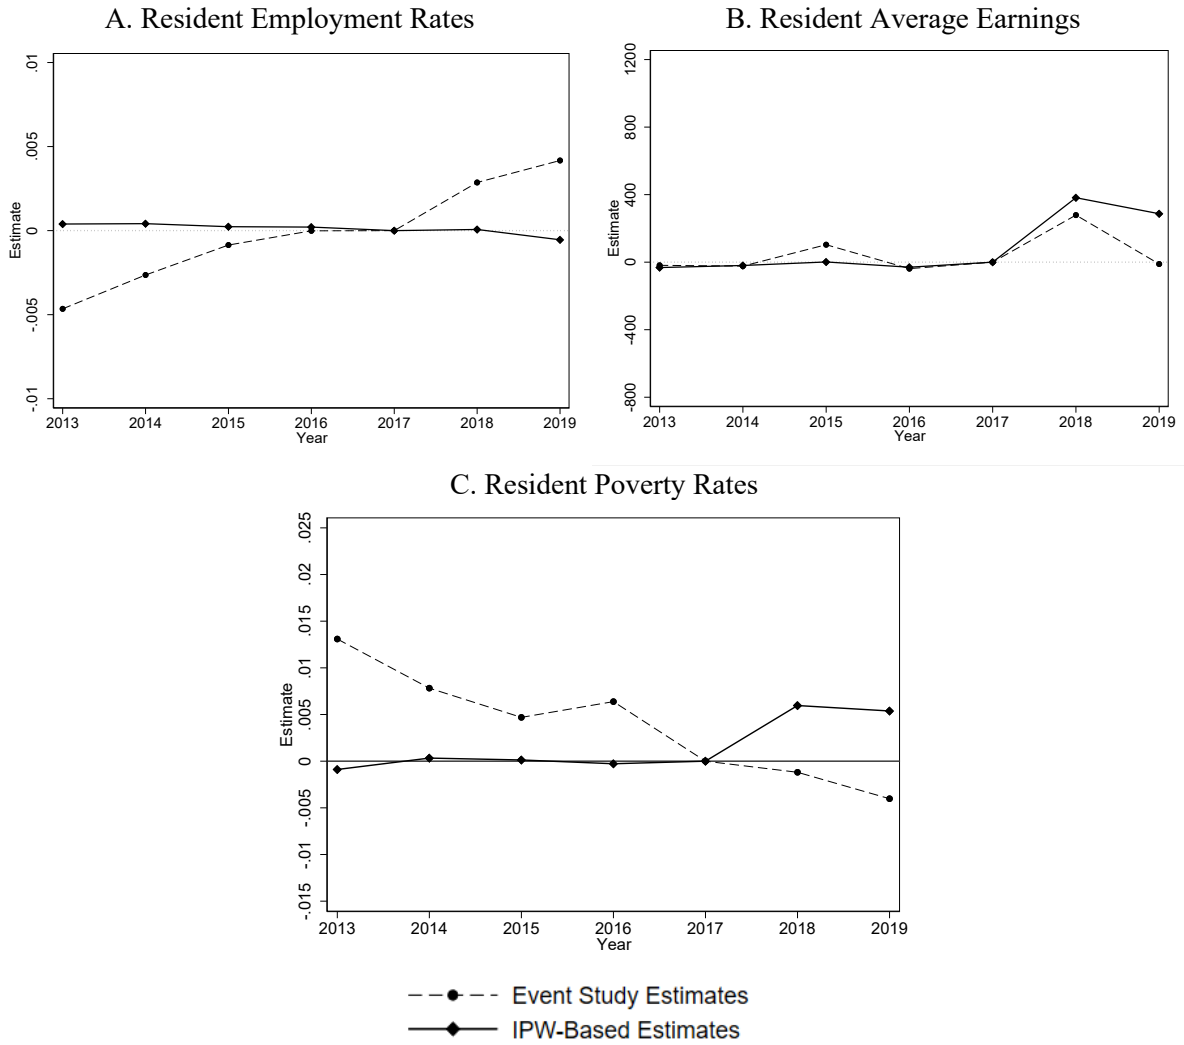 A. Resident Employment Rates
.01
.005
0
-.005
-.01
Estimate
2013 2014 2015 2016 2017 2018 2019
Year
B. Resident Average Earnings
1200
800
400
0
-400
-800
Estimate
2013 2014 2015 2016 2017 2018 2019
Year
C. Resident Poverty Rates
.025
.02
.015
.01
.005
0
-.005
-.01
-.015
Estimate
2013 2014 2015 2016 2017 2018 2019
Year
Event Study Estimates
IPW-Based Estimates